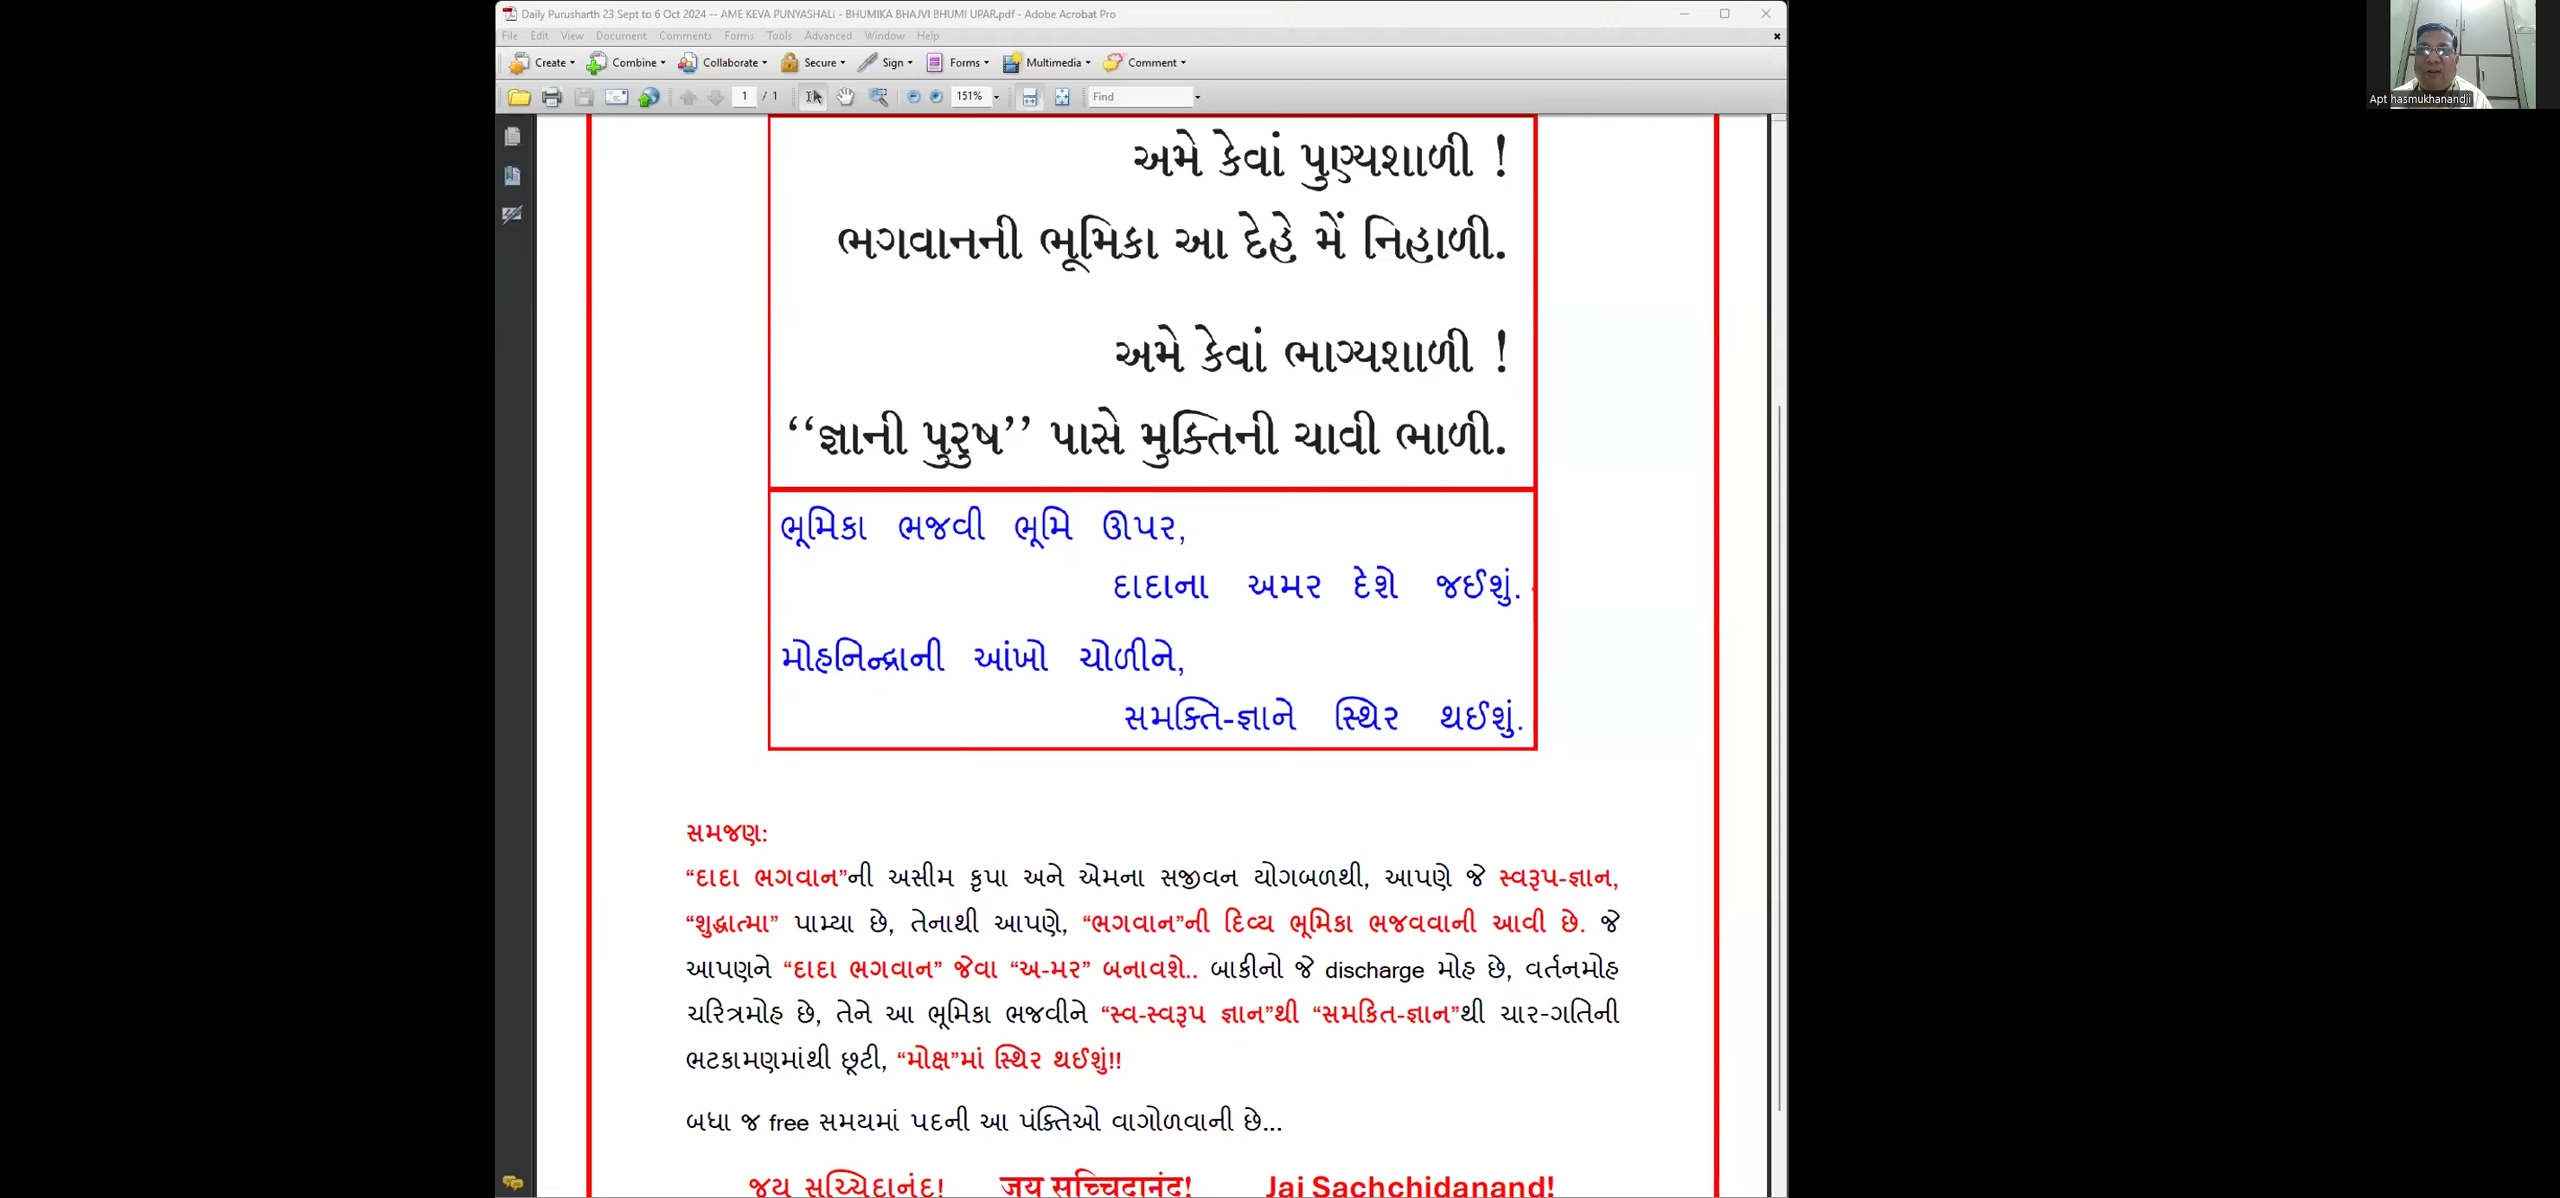 Daily Purusharth 23 Sept to 6 Oct 2024 -- AME KEVA PUNYASHALi - BHUMIKA BHAJVI BHUMI UPAR.pdf - Adobe Acrobat Pro
File Edit View Document Comments Forms Tools Advanced Window Help
Create Combine Collaborate Secure Sign Forms Multimedia Comment
1 / 1 151% Find
Apt hasmukhanandji
અમે કેવાં પુણ્યશાળી !
ભગવાનની ભૂમિકા આ દેહે મેં નિહાળી.
અમે કેવાં ભાગ્યશાળી !
‘‘જ્ઞાની પુરુષ’’ પાસે મુક્તિની ચાવી ભાળી.
ભૂમિકા ભજવી ભૂમિ ઊપર,
દાદાના અમર દેશે જઈશું.
મોહનિન્દ્રાની આંખો ચોળીને,
સમક્તિ-જ્ઞાને સ્થિર થઈશું.
સમજણ:
“દાદા ભગવાન”ની અસીમ કૃપા અને એમના સજીવન યોગબળથી, આપણે જે સ્વરૂપ-જ્ઞાન,
“શુદ્ધાત્મા” પામ્યા છે, તેનાથી આપણે, “ભગવાન”ની દિવ્ય ભૂમિકા ભજવવાની આવી છે. જે
આપણને “દાદા ભગવાન” જેવા “અ-મર” બનાવશે.. બાકીનો જે discharge મોહ છે, વર્તનમોહ
ચરિત્રમોહ છે, તેને આ ભૂમિકા ભજવીને “સ્વ-સ્વરૂપ જ્ઞાન”થી “સમકિત-જ્ઞાન”થી ચાર-ગતિની
ભટકામણમાંથી છૂટી, “મોક્ષ”માં સ્થિર થઈશું!!
બધા જ free સમયમાં પદની આ પંક્તિઓ વાગોળવાની છે...
જય સચ્ચિદાનંદ! जय सच्चिदानंद! Jai Sachchidanand!